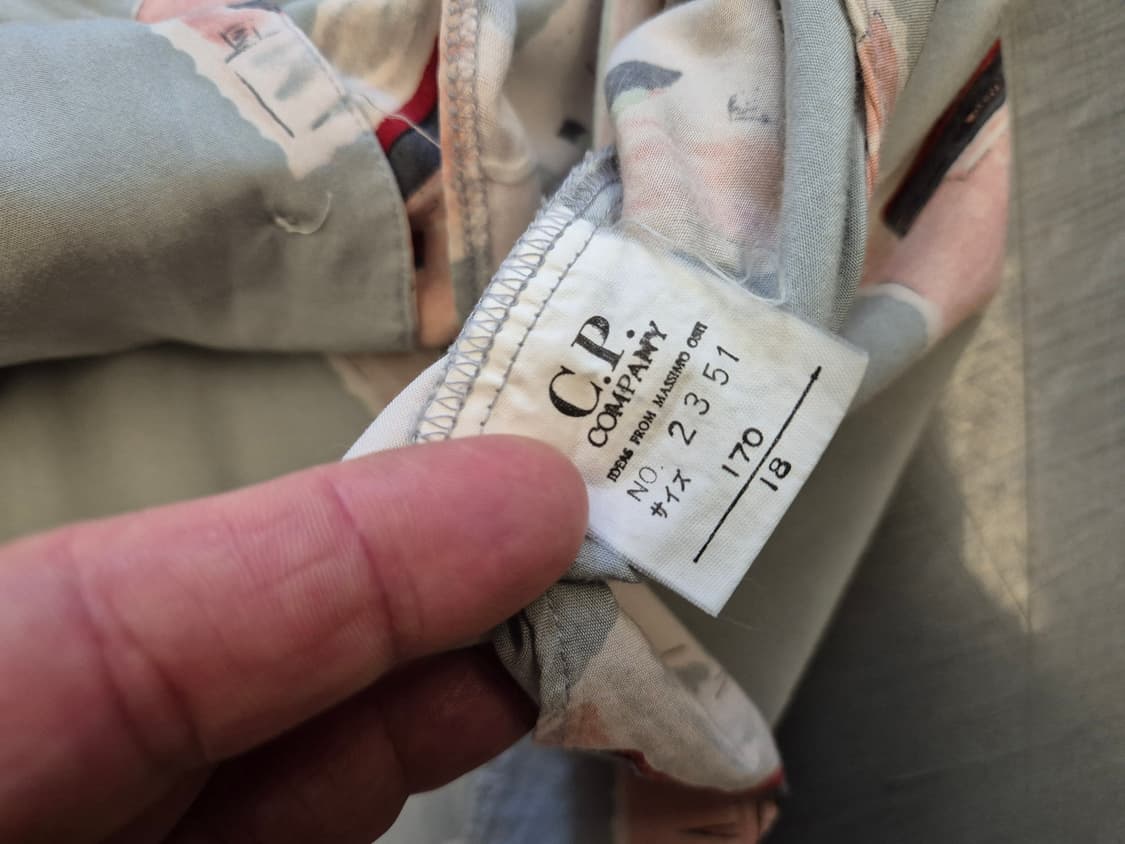 C.P.
COMPANY
IDEAS FROM MASSIMO OSTI
NO. 2351
サイズ
170
18